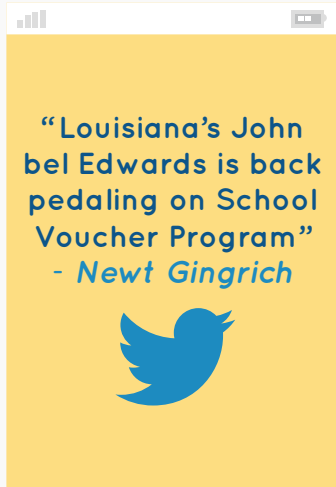 “Louisiana’s John
bel Edwards is back
pedaling on School
Voucher Program”
- Newt Gingrich